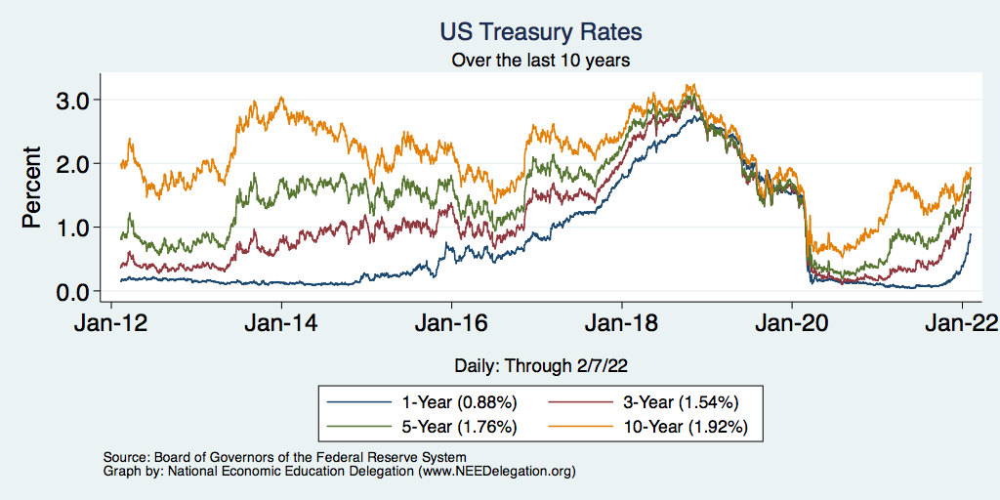 US Treasury Rates
Over the last 10 years
Percent
3.0
2.0
1.0
0.0
Jan-12 Jan-14 Jan-16 Jan-18 Jan-20 Jan-22
Daily: Through 2/7/22
1-Year (0.88%) 3-Year (1.54%)
5-Year (1.76%) 10-Year (1.92%)
Source: Board of Governors of the Federal Reserve System
Graph by: National Economic Education Delegation (www.NEEDelegation.org)